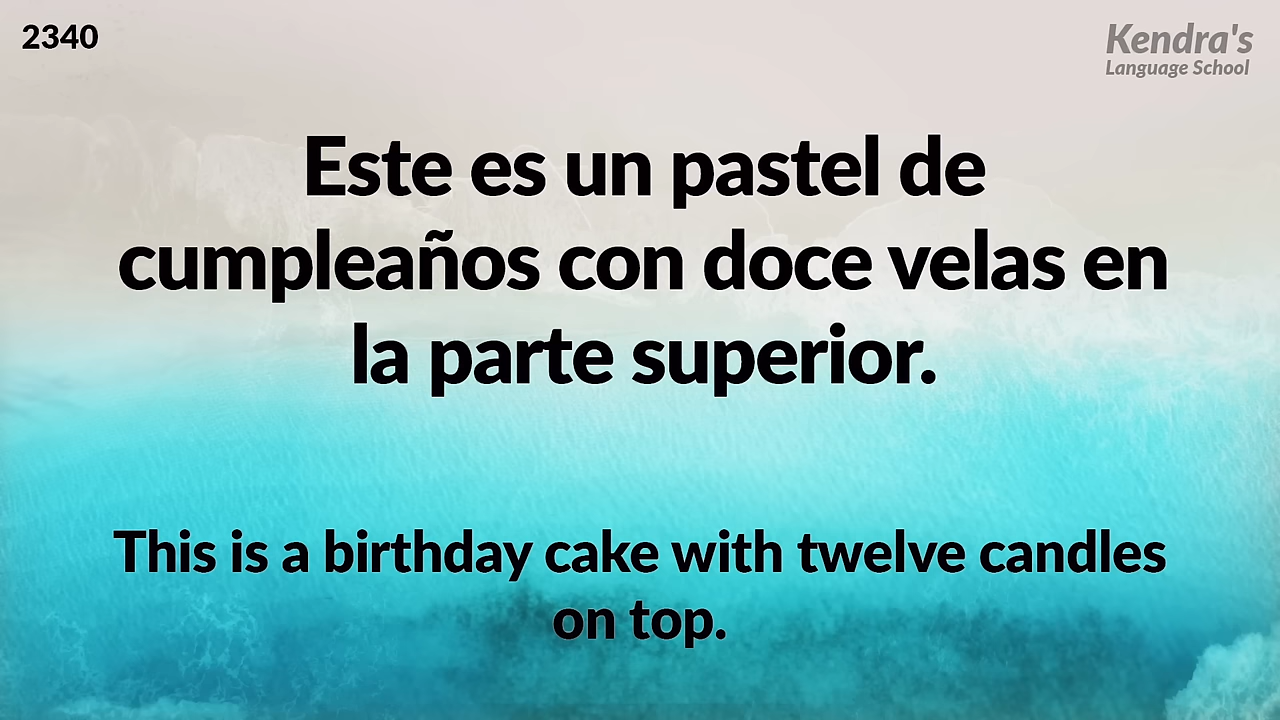 2340
Kendra's
Language School
Este es un pastel de
cumpleaños con doce velas en
la parte superior.
This is a birthday cake with twelve candles
on top.